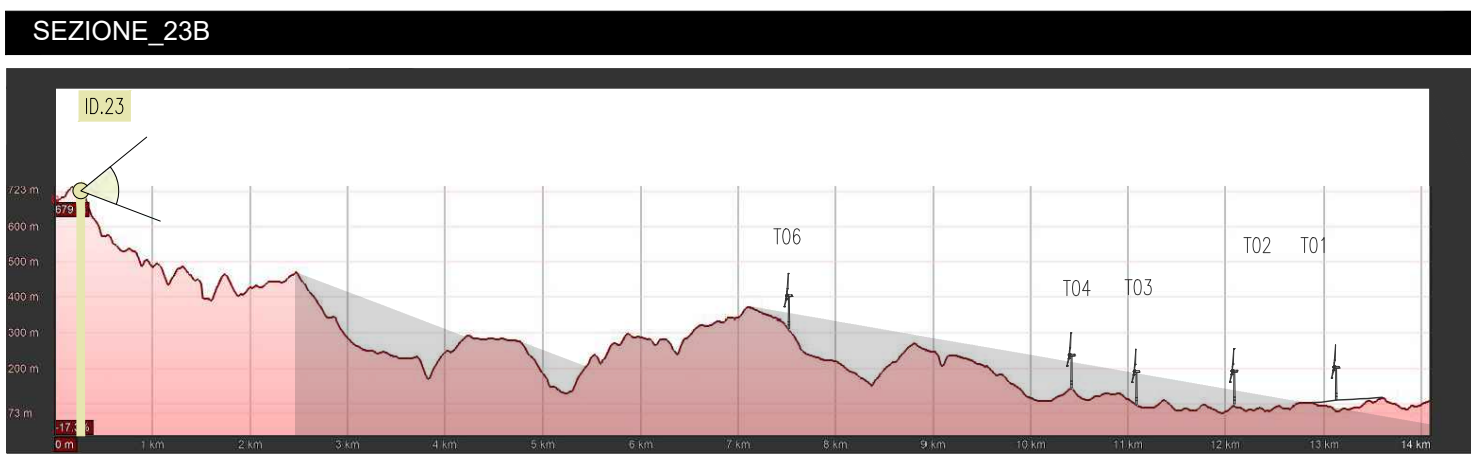 SEZIONE_23B
ID.23
723 m
679
600 m
500 m
400 m
300 m
200 m
73 m
T06
T04
T03
T02
T01
0 m
1 km
2 km
3 km
4 km
5 km
6 km
7 km
8 km
9 km
10 km
11 km
12 km
13 km
14 km